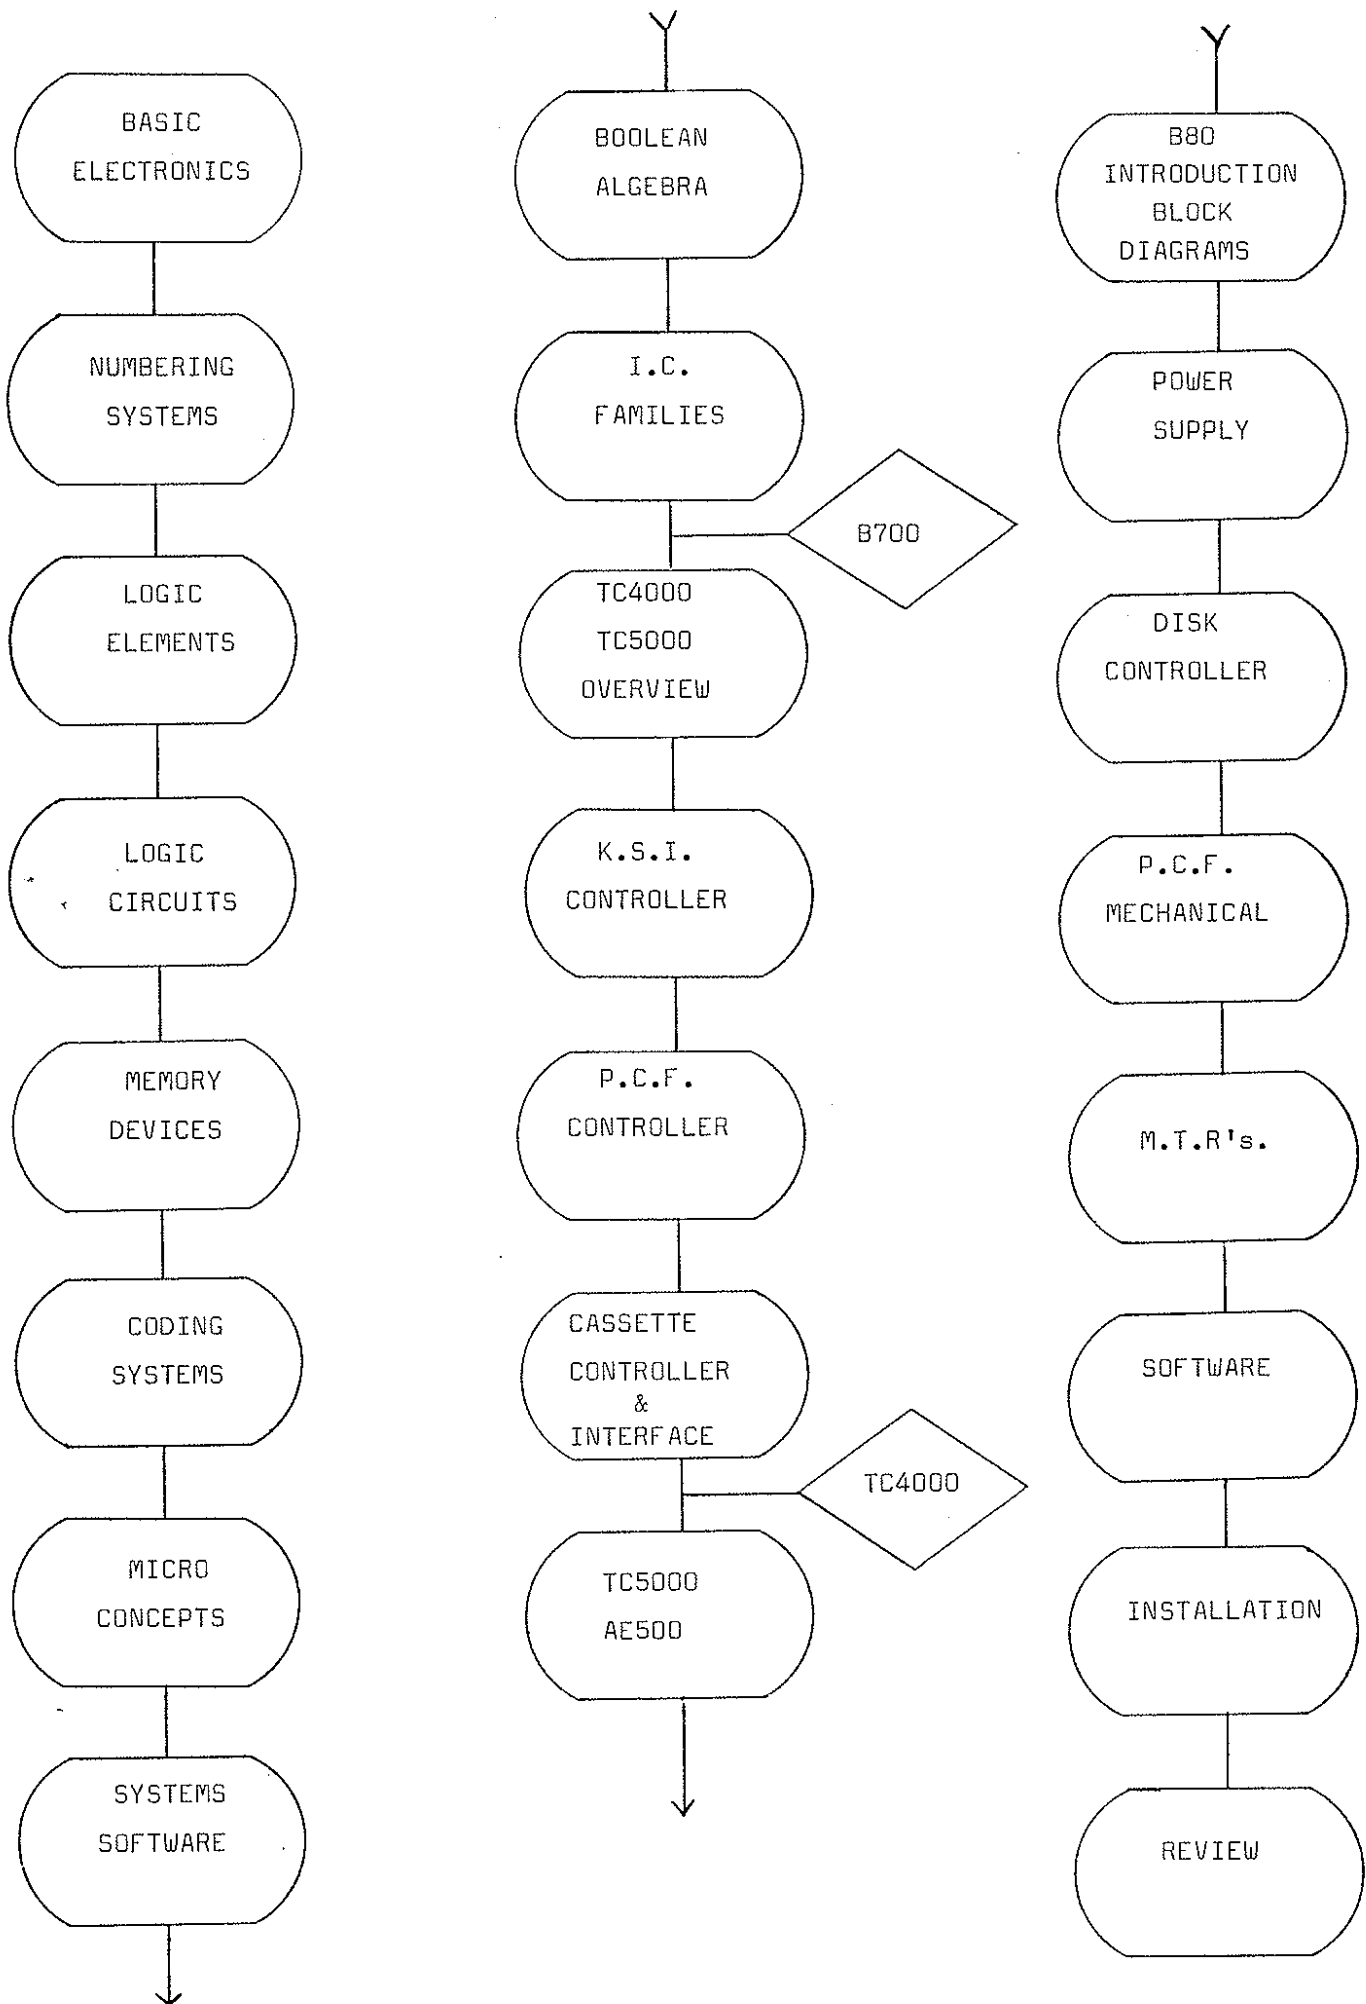 BASIC
ELECTRONICS
NUMBERING
SYSTEMS
LOGIC
ELEMENTS
LOGIC
CIRCUITS
MEMORY
DEVICES
CODING
SYSTEMS
MICRO
CONCEPTS
SYSTEMS
SOFTWARE
BOOLEAN
ALGEBRA
I.C.
FAMILIES
B700
TC4000
TC5000
OVERVIEW
K.S.I.
CONTROLLER
P.C.F.
CONTROLLER
CASSETTE
CONTROLLER
&
INTERFACE
TC4000
TC5000
AE500
B80
INTRODUCTION
BLOCK
DIAGRAMS
POWER
SUPPLY
DISK
CONTROLLER
P.C.F.
MECHANICAL
M.T.R's.
SOFTWARE
INSTALLATION
REVIEW